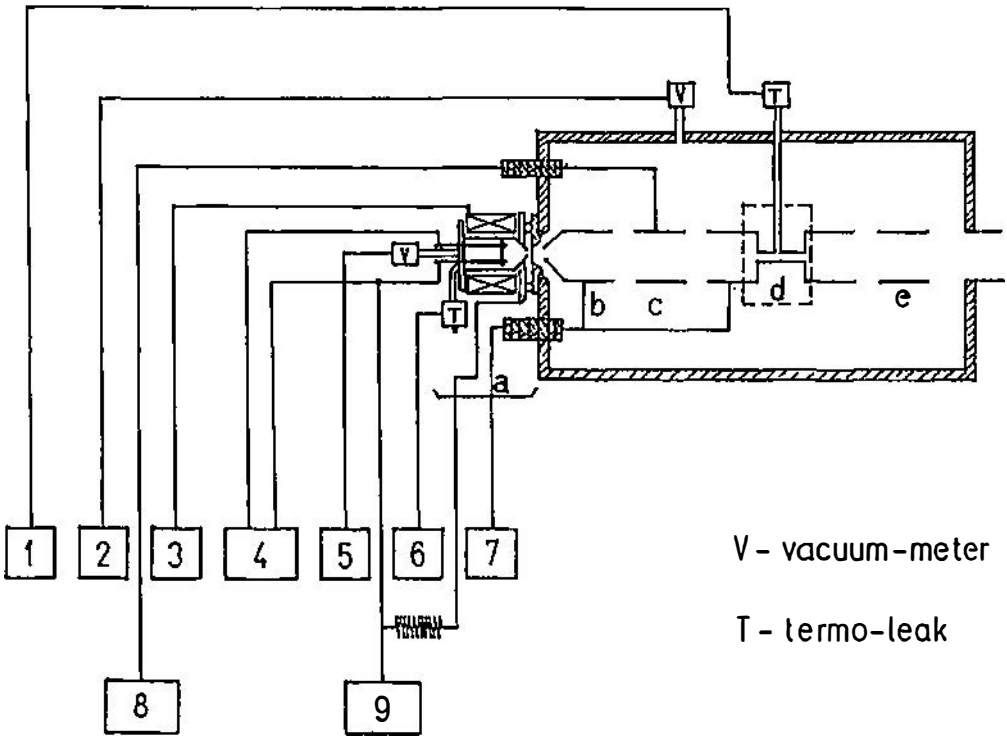 V T
V
T
b c d e
a
1 2 3 4 5 6 7
V - vacuum-meter
T - termo-leak
8 9